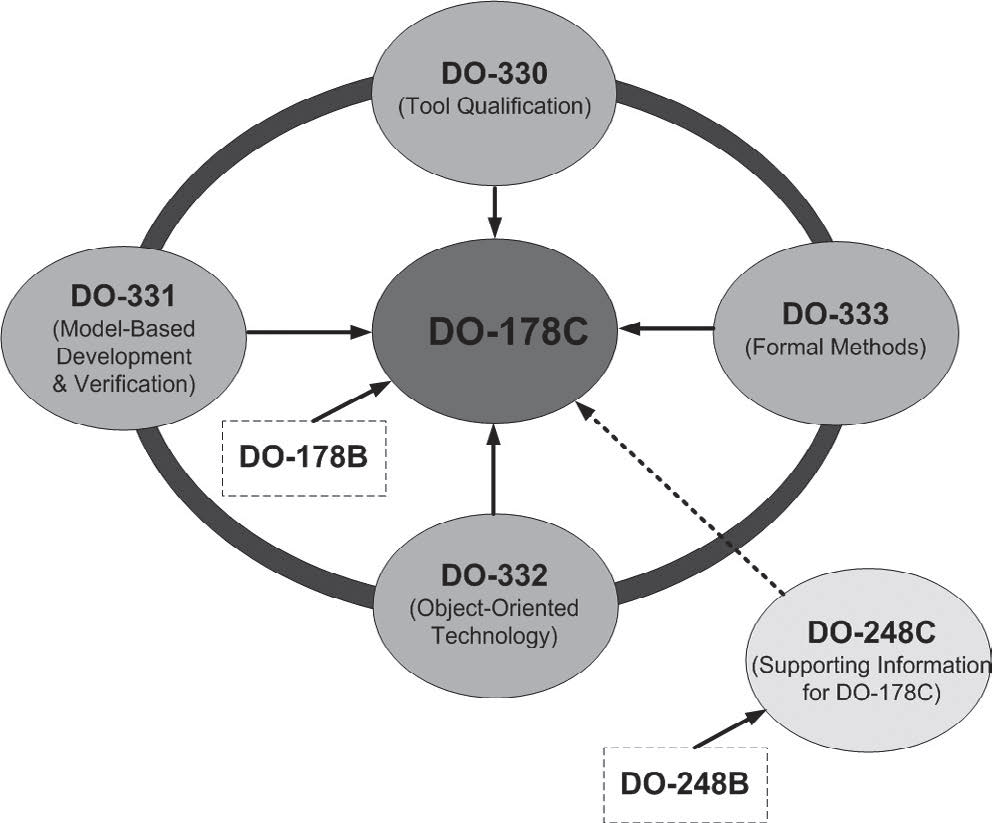 DO-330
(Tool Qualification)
DO-331
(Model-Based
Development
& Verification)
DO-178C
DO-333
(Formal Methods)
DO-178B
DO-332
(Object-Oriented
Technology)
DO-248C
(Supporting Information
for DO-178C)
DO-248B